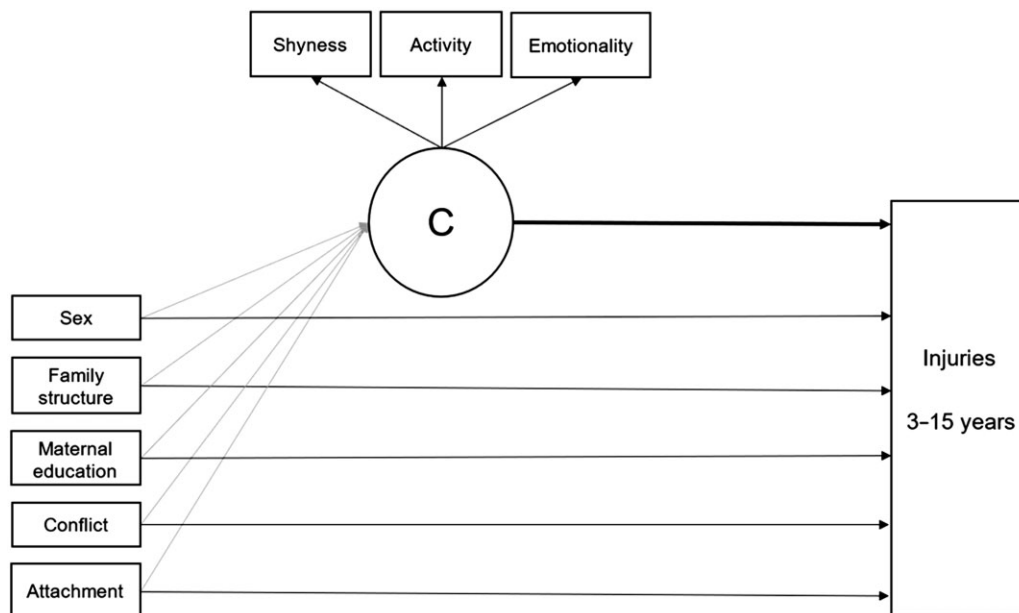 Shyness
Activity
Emotionality
C
Sex
Family
structure
Maternal
education
Conflict
Attachment
Injuries
3–15 years